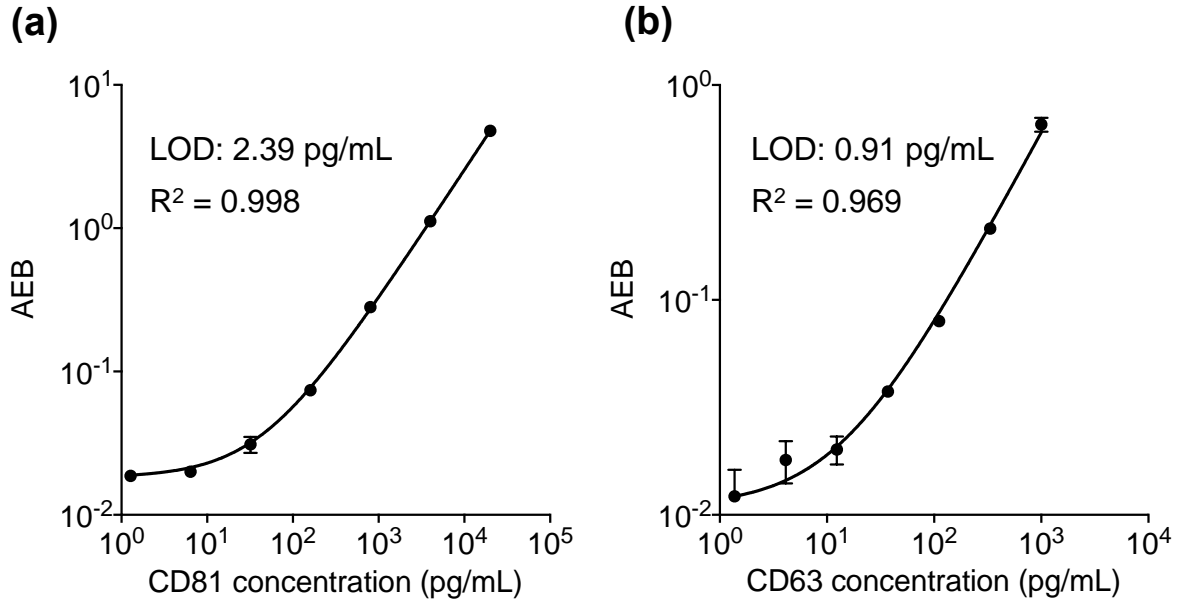 (a)
10¹
LOD: 2.39 pg/mL
R² = 0.998
10⁰
AEB
10⁻¹
10⁻²
10⁰ 10¹ 10² 10³ 10⁴ 10⁵
CD81 concentration (pg/mL)
(b)
10⁰
LOD: 0.91 pg/mL
R² = 0.969
AEB
10⁻¹
10⁻²
10⁰ 10¹ 10² 10³ 10⁴
CD63 concentration (pg/mL)